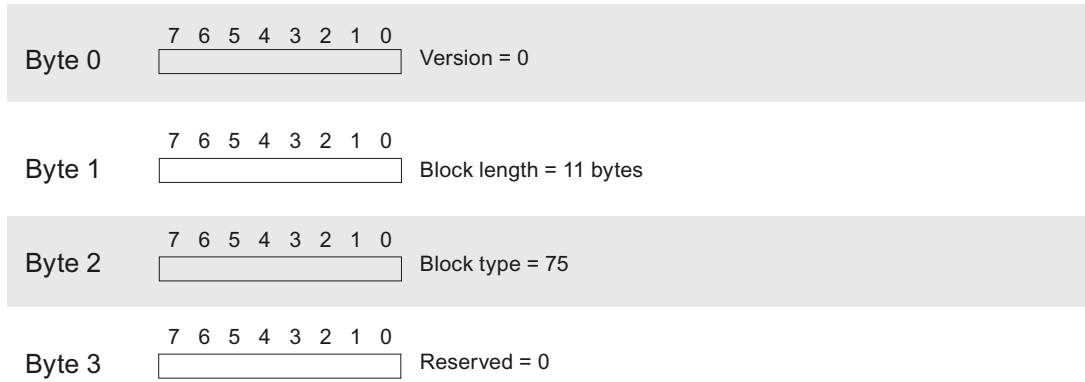 7 6 5 4 3 2 1 0
Byte 0 Version = 0
7 6 5 4 3 2 1 0
Byte 1 Block length = 11 bytes
7 6 5 4 3 2 1 0
Byte 2 Block type = 75
7 6 5 4 3 2 1 0
Byte 3 Reserved = 0